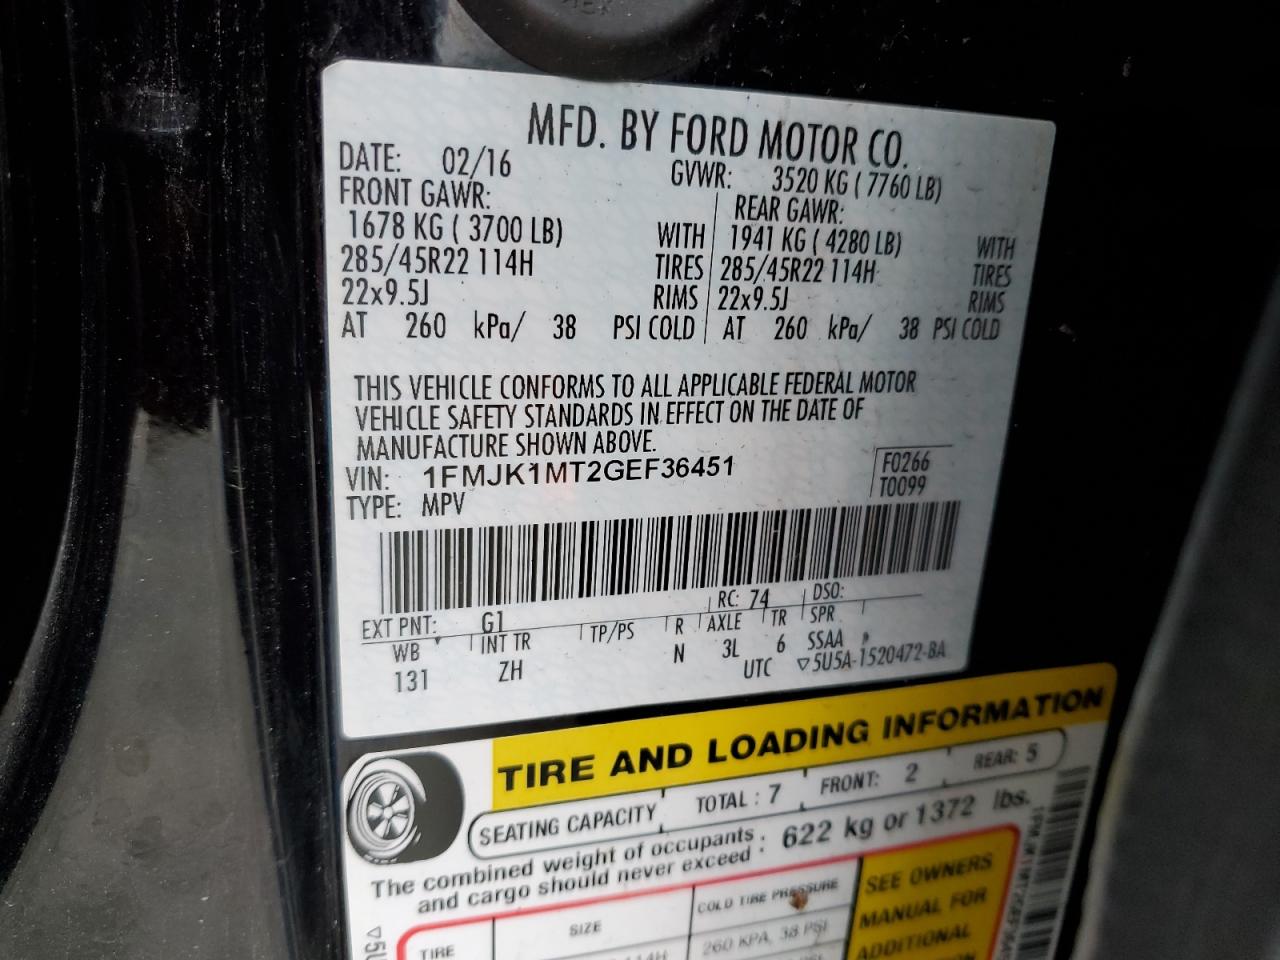 MFD. BY FORD MOTOR CO.
DATE: 02/16 GVWR: 3520 KG ( 7760 LB)
FRONT GAWR: REAR GAWR:
1678 KG ( 3700 LB) WITH 1941 KG ( 4280 LB) WITH
285/45R22 114H TIRES 285/45R22 114H TIRES
22x9.5J RIMS 22x9.5J RIMS
AT 260 kPa/ 38 PSI COLD AT 260 kPa/ 38 PSI COLD
THIS VEHICLE CONFORMS TO ALL APPLICABLE FEDERAL MOTOR
VEHICLE SAFETY STANDARDS IN EFFECT ON THE DATE OF
MANUFACTURE SHOWN ABOVE.
VIN: 1FMJK1MT2GEF36451 F0266
TYPE: MPV T0099
EXT PNT: G1 RC: 74 DSO:
WB INT TR TP/PS R AXLE TR SPR
131 ZH N 3L 6 SSAA
UTC ▽5U5A-1520472-BA
TIRE AND LOADING INFORMATION
SEATING CAPACITY TOTAL : 7 FRONT: 2 REAR: 5
The combined weight of occupants
and cargo should never exceed : 622 kg or 1372 lbs.
TIRE SIZE COLD TIRE PRESSURE
114H 260 KPA, 38 PSI
SEE OWNERS
MANUAL FOR
ADDITIONAL